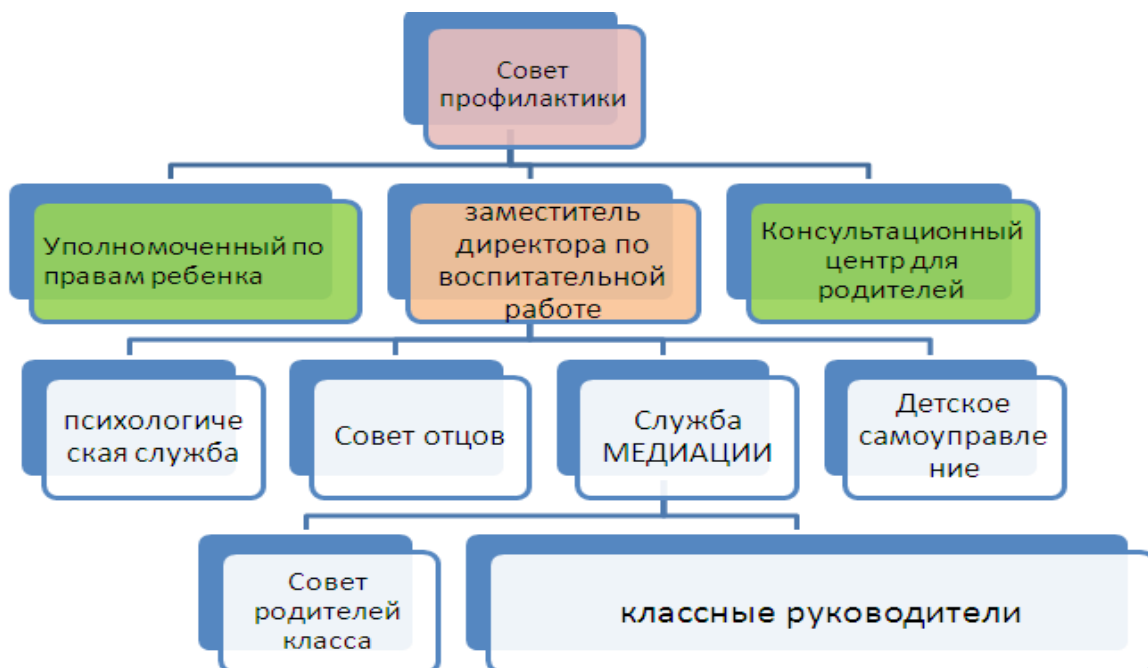 Совет
профилактики
Уполномоченный по
правам ребенка
заместитель
директора по
воспитательной
работе
Консультационный
центр для
родителей
психологиче
ская служба
Совет отцов
Служба
МЕДИАЦИИ
Детское
самоуправле
ние
Совет
родителей
класса
классные руководители